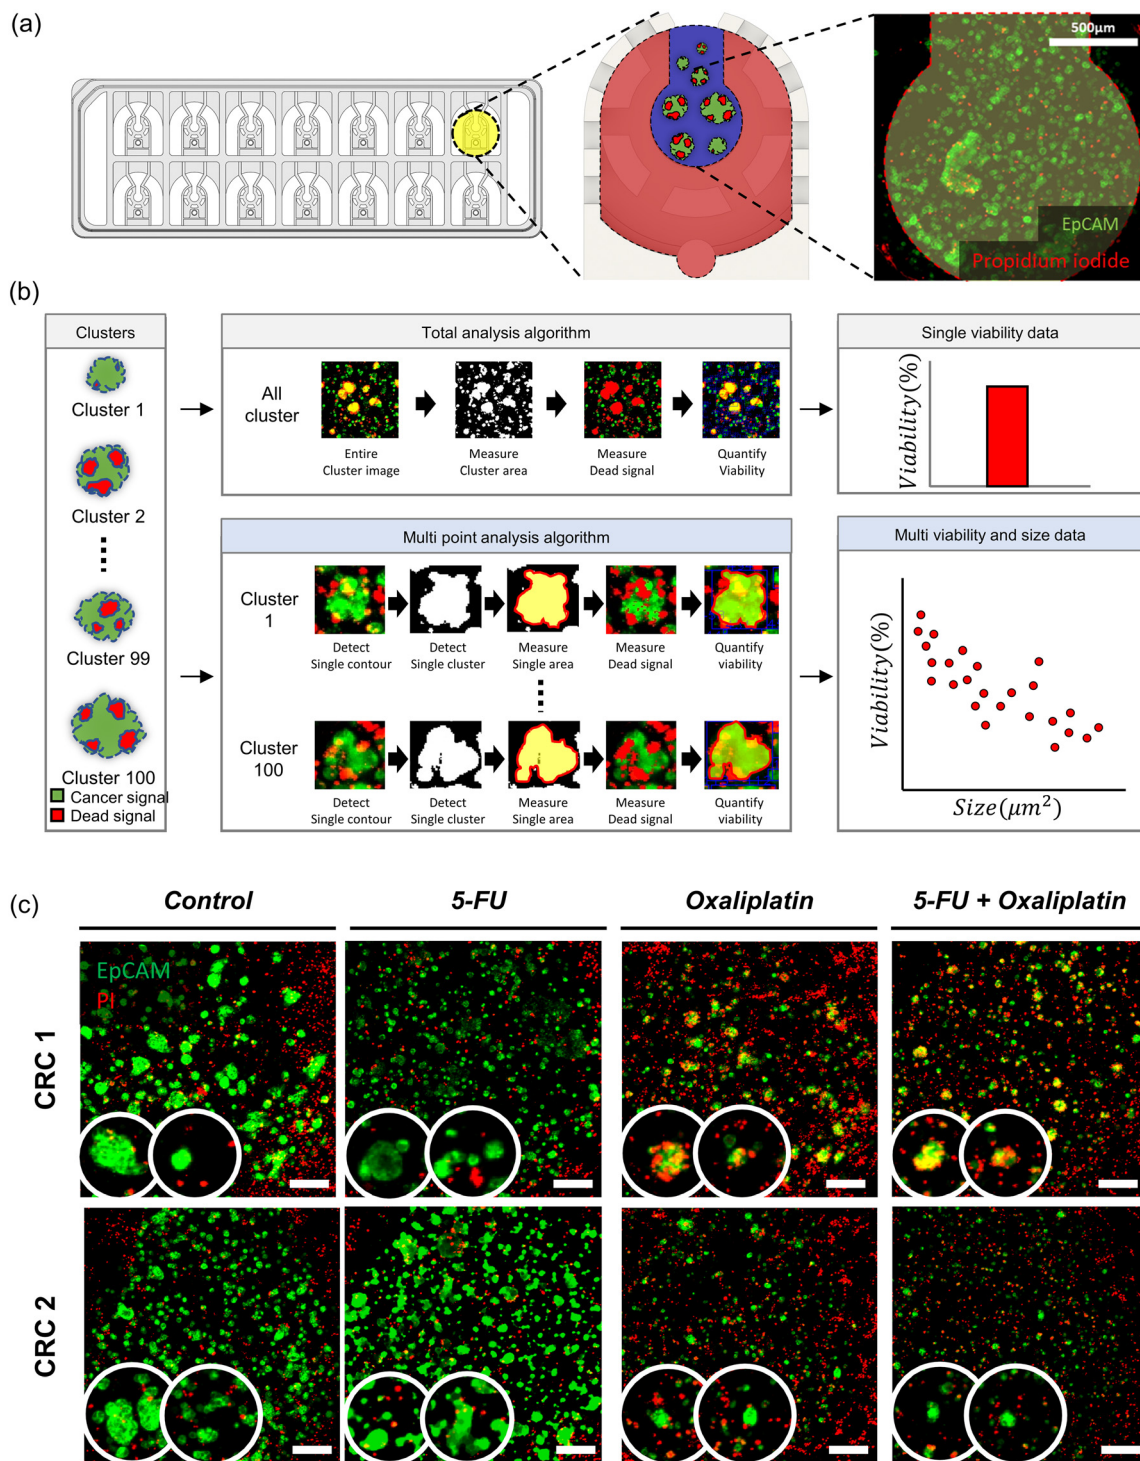 (a)
500µm
EpCAM
Propidlum iodide
(b)
Clusters
Cluster 1
Cluster 2
Cluster 99
Cluster 100
Cancer signal
Dead signal
Total analysis algorithm
All
cluster
Entire
Cluster image
Measure
Cluster area
Measure
Dead signal
Quantify
Viability
Single viability data
Viability(%)
Multi point analysis algorithm
Cluster
1
Detect
Single contour
Detect
Single cluster
Measure
Single area
Measure
Dead signal
Quantify
viability
Cluster
100
Detect
Single contour
Detect
Single cluster
Measure
Single area
Measure
Dead signal
Quantify
viability
Multi viability and size data
Viability(%)
Size(µm²)
(c)
Control
5-FU
Oxaliplatin
5-FU + Oxaliplatin
CRC 1
EpCAM
PI
CRC 2